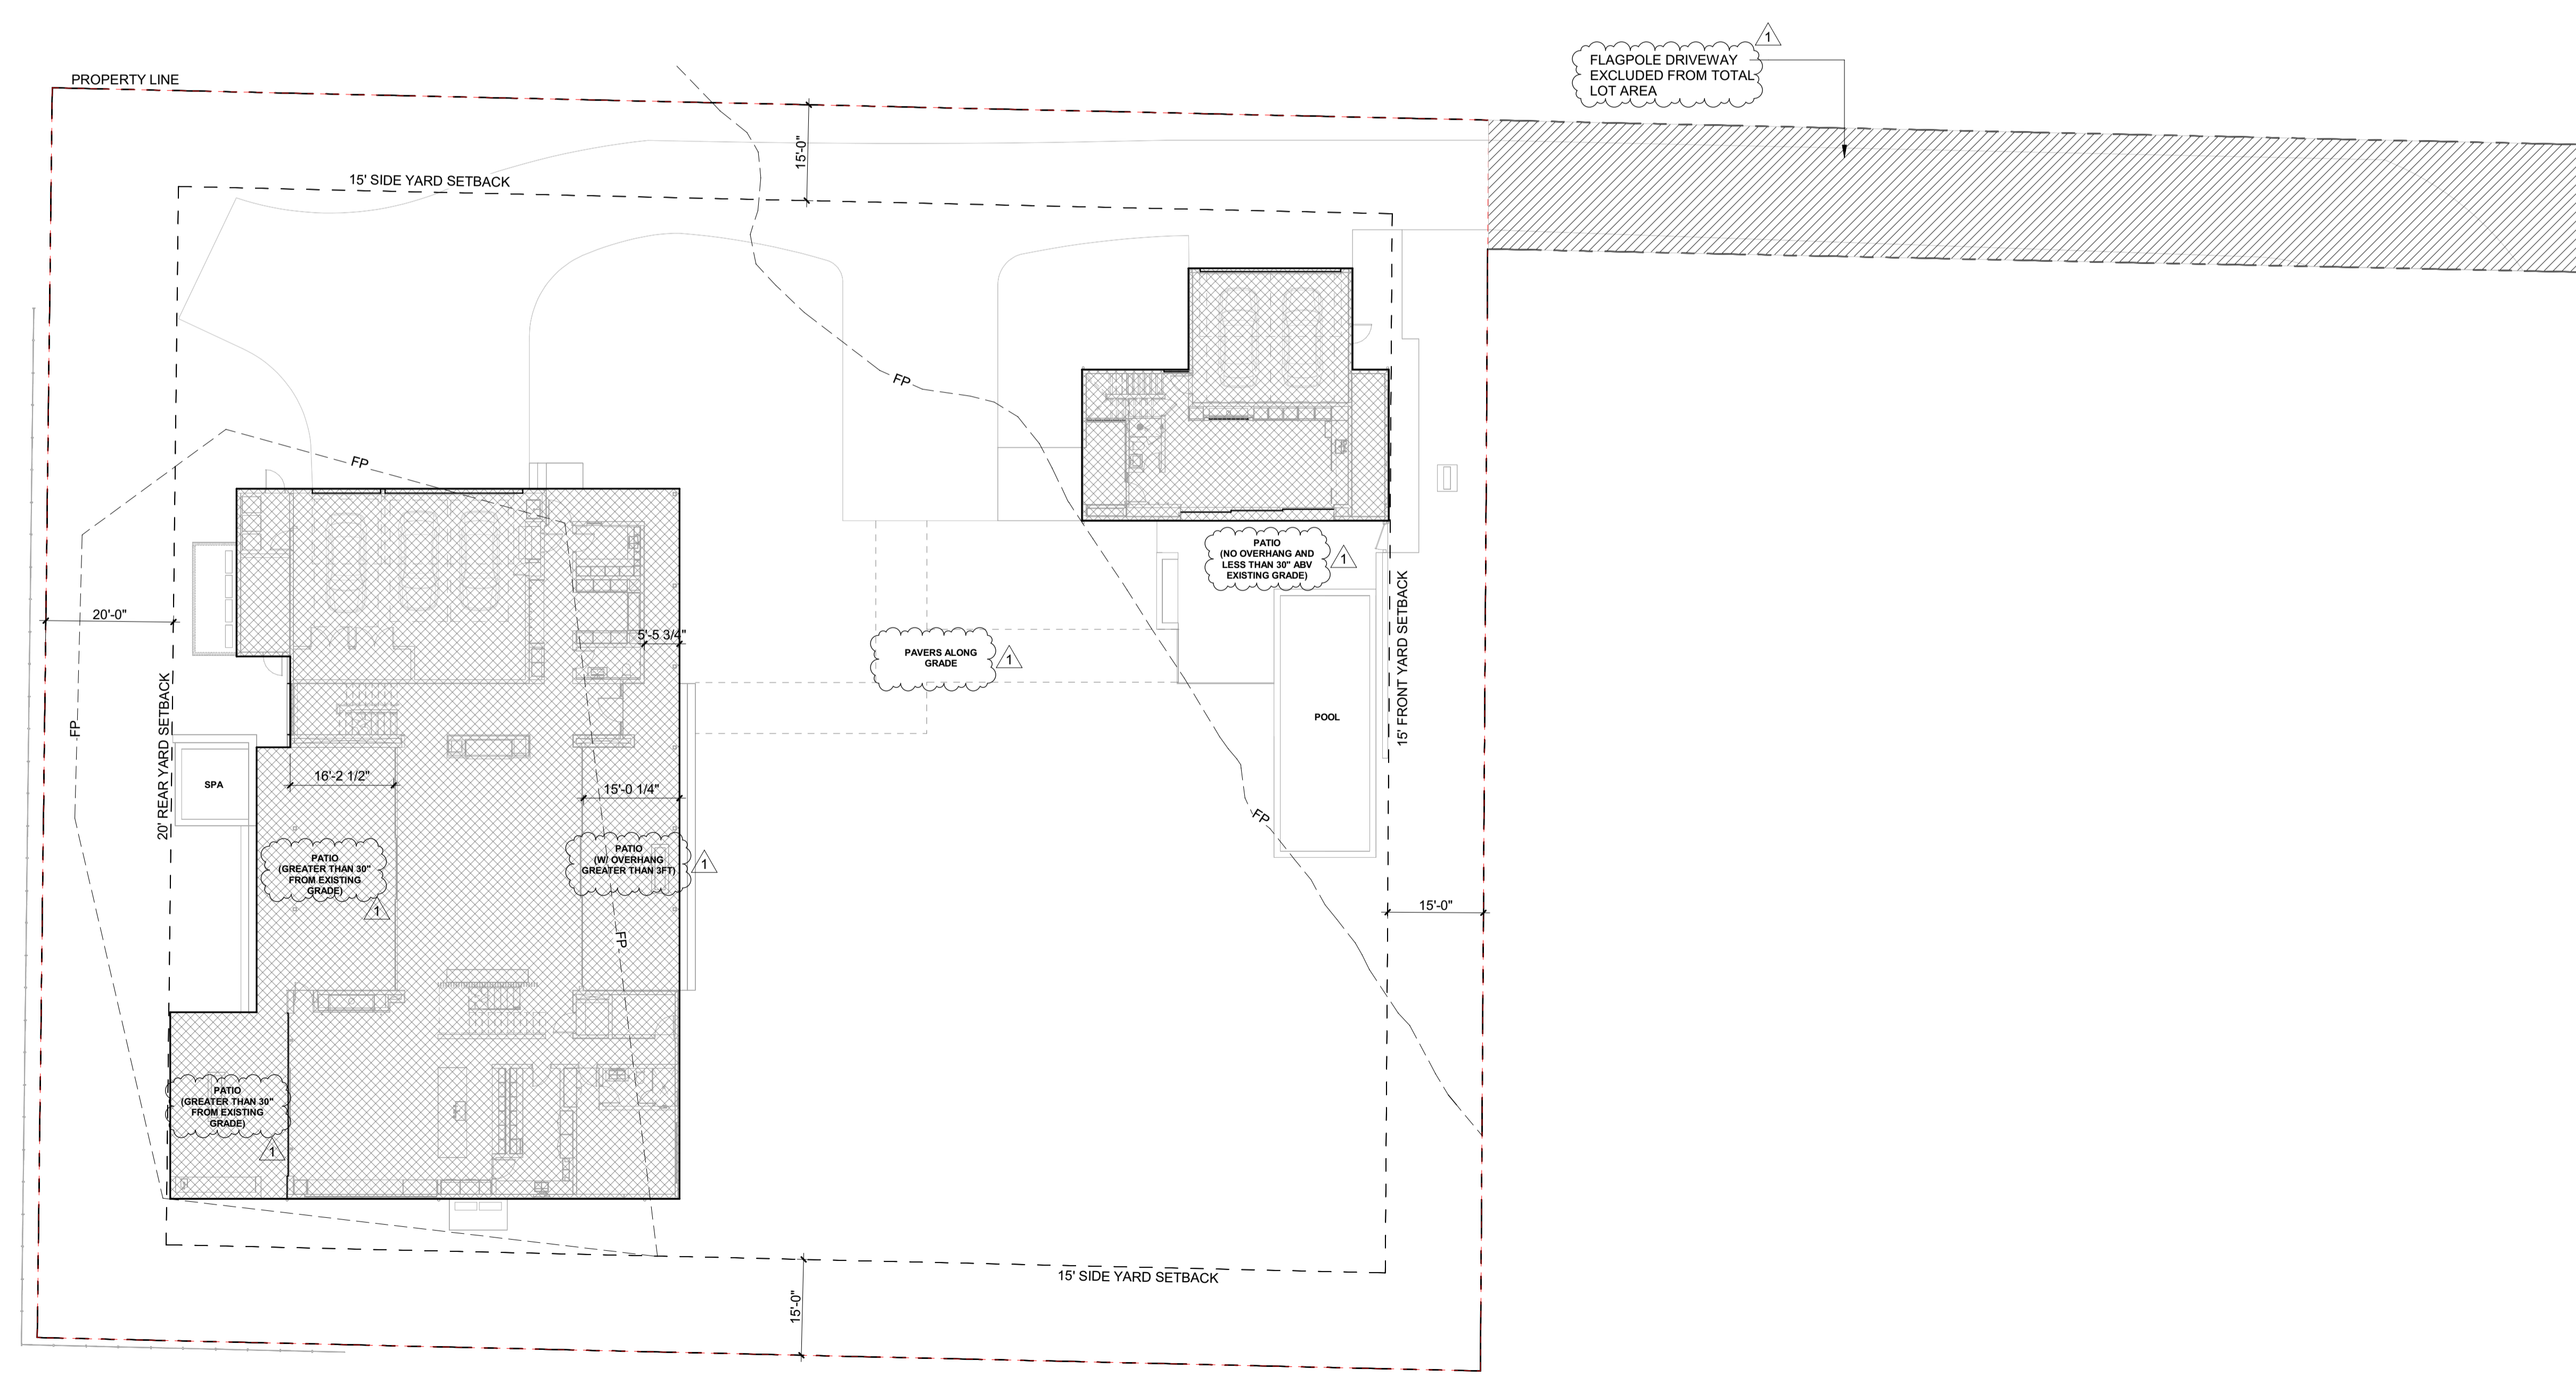 1
FLAGPOLE DRIVEWAY
EXCLUDED FROM TOTAL
LOT AREA
PROPERTY LINE
15'-0"
15' SIDE YARD SETBACK
FP
FP
PATIO
(NO OVERHANG AND
LESS THAN 30" ABV
EXISTING GRADE)
1
20'-0"
5'-5 3/4"
PAVERS ALONG
GRADE
1
15' FRONT YARD SETBACK
FP
20' REAR YARD SETBACK
POOL
SPA
16'-2 1/2"
15'-0 1/4"
FP
PATIO
(GREATER THAN 30"
FROM EXISTING
GRADE)
1
PATIO
(W/ OVERHANG
GREATER THAN 3FT)
1
15'-0"
FP
PATIO
(GREATER THAN 30"
FROM EXISTING
GRADE)
1
15' SIDE YARD SETBACK
15'-0"